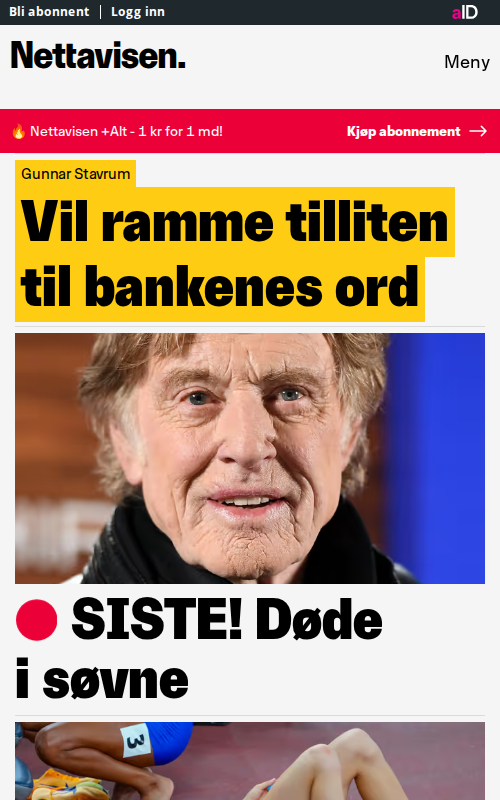 Bli abonnent | Logg inn
aID
Nettavisen.
Meny
🔥 Nettavisen +Alt - 1 kr for 1 md!
Kjøp abonnement →
Gunnar Stavrum
Vil ramme tilliten
til bankenes ord
SISTE! Døde
i søvne
3